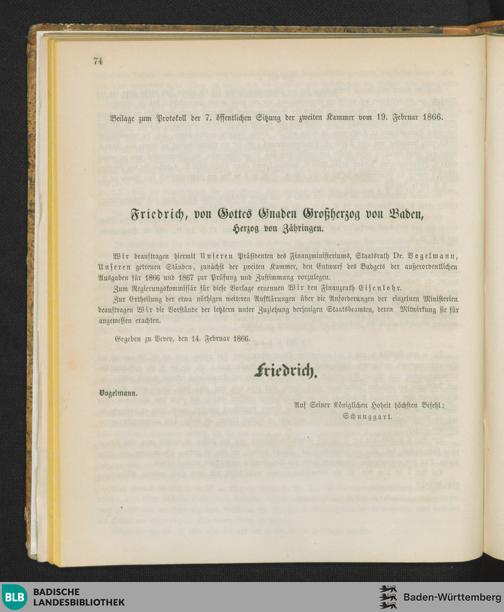 74
Beilage zum Protokoll der 7. öffentlichen Sitzung der zweiten Kammer vom 19. Februar 1866.
Friedrich, von Gottes Gnaden Großherzog von Baden,
Herzog von Zähringen.
Wir beauftragen hiermit Unseren Präsidenten des Finanzministeriums, Staatsrath Dr. Vogelmann,
Unseren getreuen Ständen, zunächst der zweiten Kammer, den Entwurf des Budgets der außerordentlichen
Ausgaben für 1866 und 1867 zur Prüfung und Zustimmung vorzulegen.
Zum Regierungskommissär für diese Vorlage ernennen Wir den Finanzrath Eisenlohr.
Zur Ertheilung der etwa nöthigen weiteren Aufklärungen über die Anforderungen der einzelnen Ministerien
beauftragen Wir die Vorstände der letztern unter Zuziehung derjenigen Staatsbeamten, deren Mitwirkung sie für
angemessen erachten.
Gegeben zu Vevey, den 14. Februar 1866.
Friedrich.
Vogelmann.
Auf Seiner Königlichen Hoheit höchsten Befehl:
Schunggart.
BLB BADISCHE
LANDESBIBLIOTHEK
Baden-Württemberg